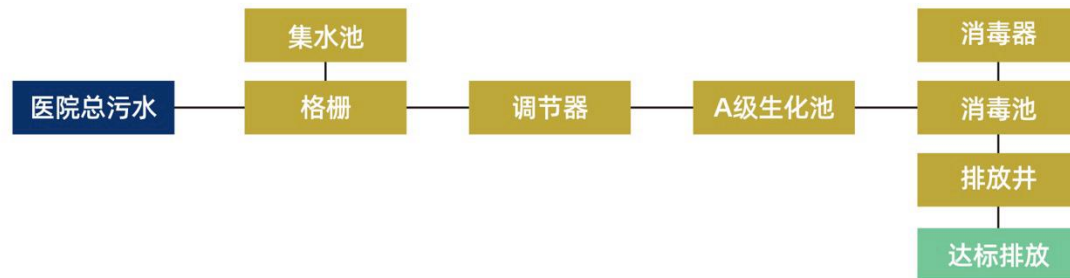 集水池
消毒器
医院总污水
格栅
调节器
A级生化池
消毒池
排放井
达标排放